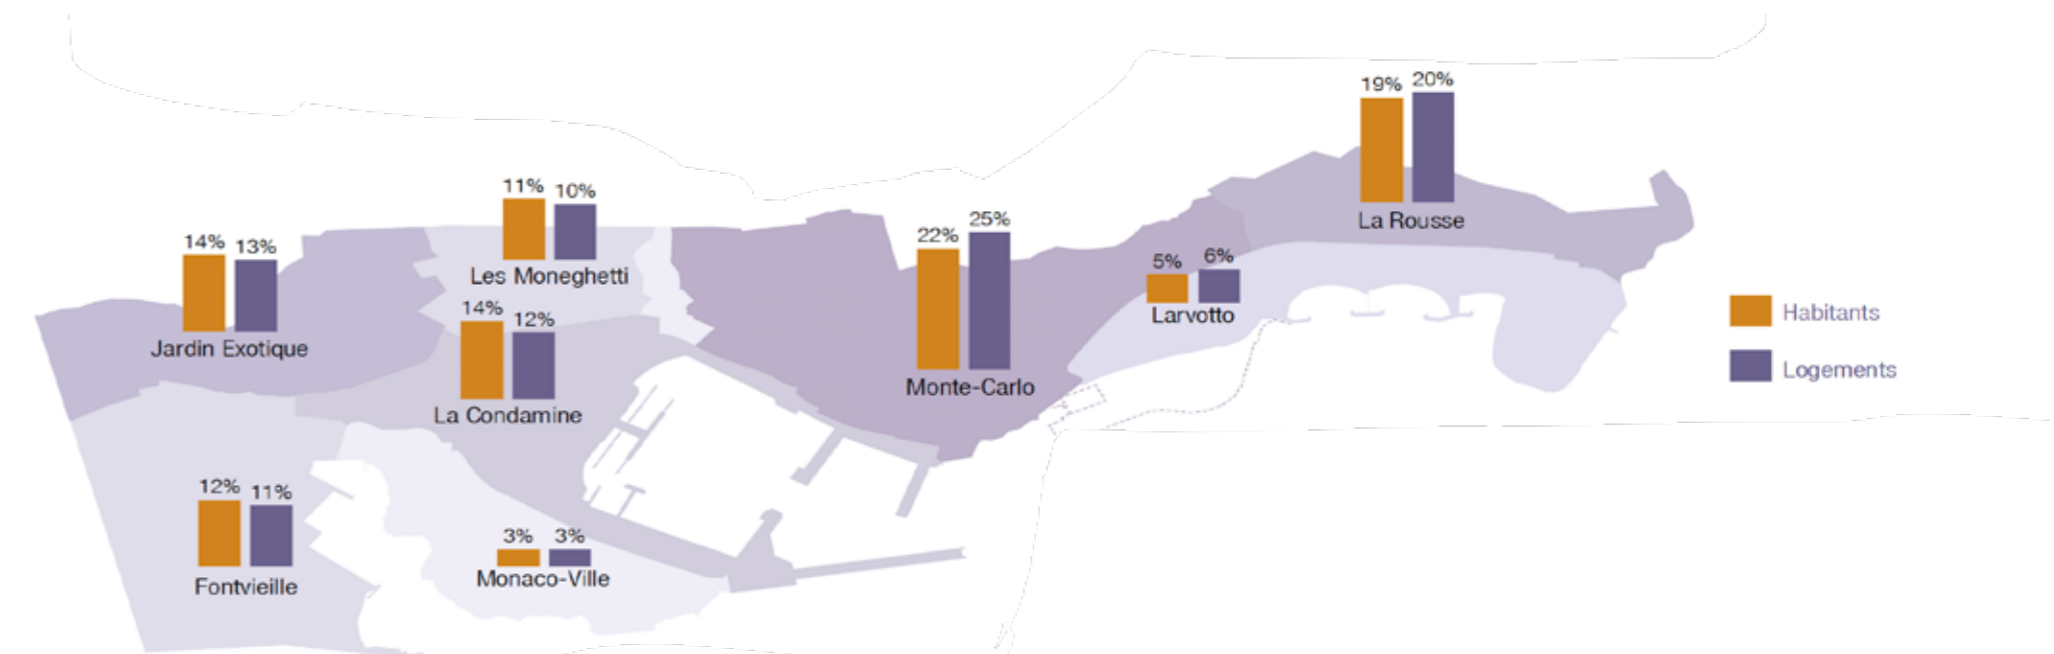 19% 20%
La Rousse
11% 10%
Les Moneghetti
22% 25%
Monte-Carlo
14% 13%
Jardin Exotique
5% 6%
Larvotto
14% 12%
La Condamine
12% 11%
Fontvieille
3% 3%
Monaco-Ville
Habitants
Logements